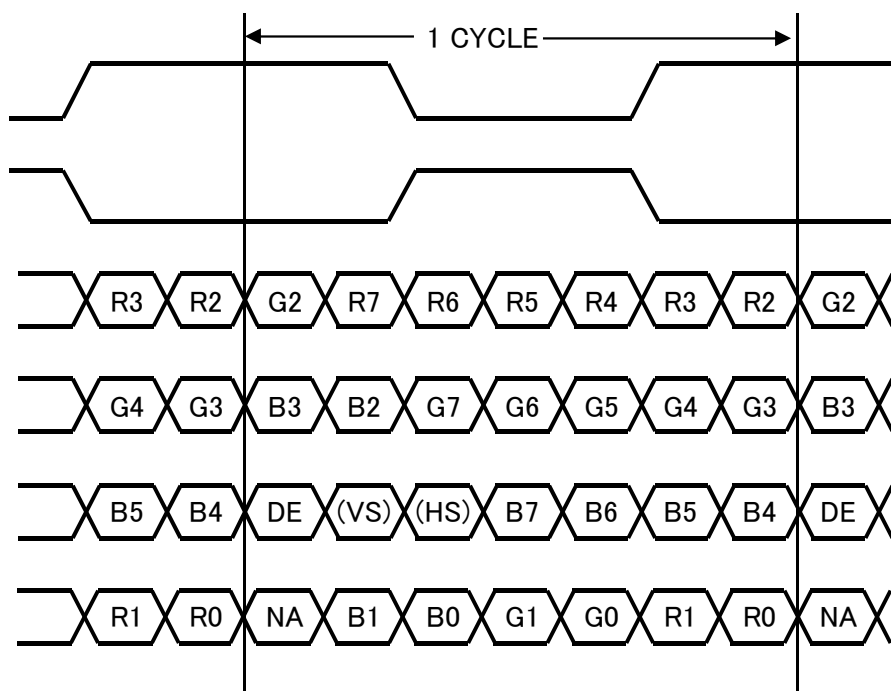 1 CYCLE
R3 R2 G2 R7 R6 R5 R4 R3 R2 G2
G4 G3 B3 B2 G7 G6 G5 G4 G3 B3
B5 B4 DE (VS) (HS) B7 B6 B5 B4 DE
R1 R0 NA B1 B0 G1 G0 R1 R0 NA